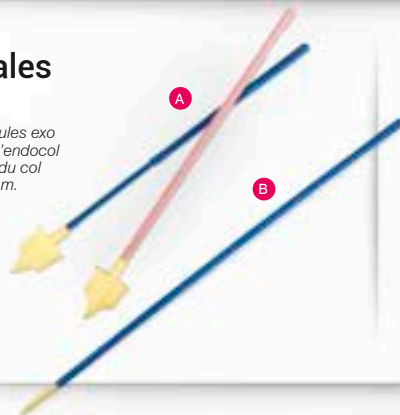 ales
ules exo
'endocol
du col
m.
A
B